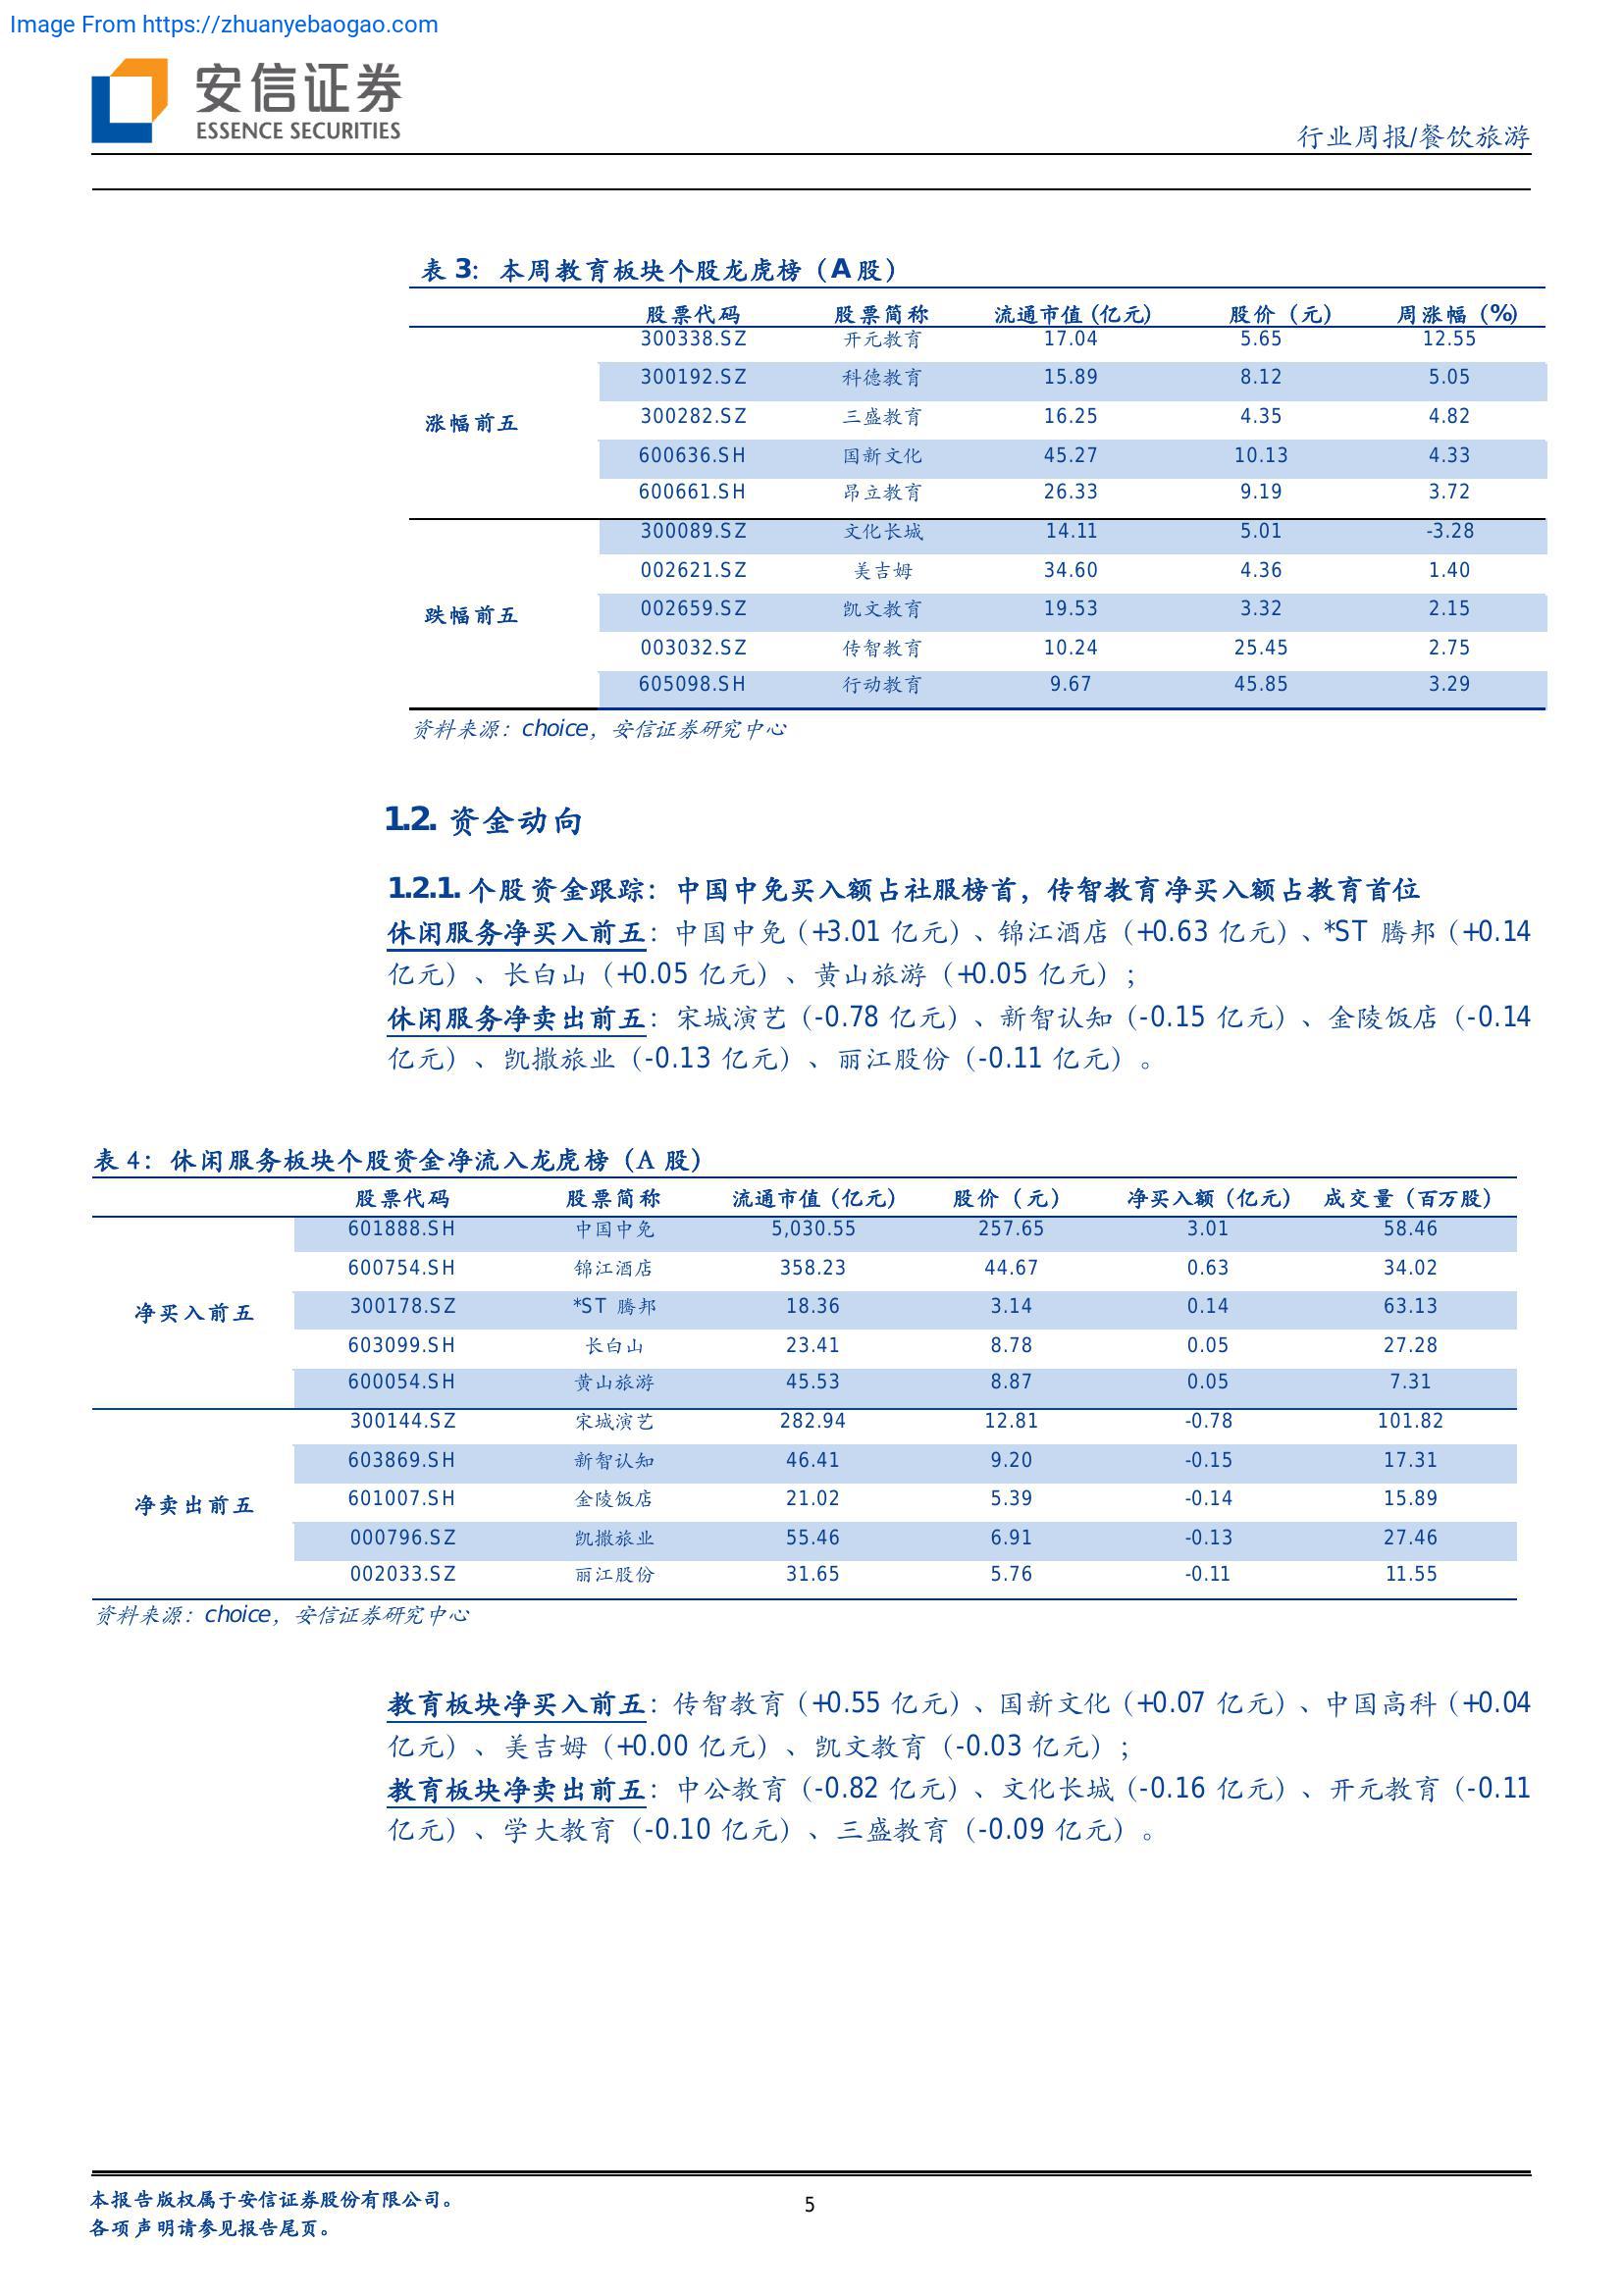 Image From https://zhuanyebaogao.com
安信证券
ESSENCE SECURITIES
行业周报/餐饮旅游
表 3：本周教育板块个股龙虎榜（A 股）
股票代码 股票简称 流通市值 (亿元) 股价（元） 周涨幅（%）
涨幅前五
300338.SZ 开元教育 17.04 5.65 12.55
300192.SZ 科德教育 15.89 8.12 5.05
300282.SZ 三盛教育 16.25 4.35 4.82
600636.SH 国新文化 45.27 10.13 4.33
600661.SH 昂立教育 26.33 9.19 3.72
跌幅前五
300089.SZ 文化长城 14.11 5.01 -3.28
002621.SZ 美吉姆 34.60 4.36 1.40
002659.SZ 凯文教育 19.53 3.32 2.15
003032.SZ 传智教育 10.24 25.45 2.75
605098.SH 行动教育 9.67 45.85 3.29
资料来源：choice，安信证券研究中心
1.2. 资金动向
1.2.1. 个股资金跟踪：中国中免买入额占社服榜首，传智教育净买入额占教育首位
休闲服务净买入前五：中国中免（+3.01 亿元）、锦江酒店（+0.63 亿元）、*ST 腾邦（+0.14
亿元）、长白山（+0.05 亿元）、黄山旅游（+0.05 亿元）；
休闲服务净卖出前五：宋城演艺（-0.78 亿元）、新智认知（-0.15 亿元）、金陵饭店（-0.14
亿元）、凯撒旅业（-0.13 亿元）、丽江股份（-0.11 亿元）。
表 4：休闲服务板块个股资金净流入龙虎榜（A 股）
股票代码 股票简称 流通市值（亿元） 股价（元） 净买入额（亿元） 成交量（百万股）
净买入前五
601888.SH 中国中免 5,030.55 257.65 3.01 58.46
600754.SH 锦江酒店 358.23 44.67 0.63 34.02
300178.SZ *ST 腾邦 18.36 3.14 0.14 63.13
603099.SH 长白山 23.41 8.78 0.05 27.28
600054.SH 黄山旅游 45.53 8.87 0.05 7.31
净卖出前五
300144.SZ 宋城演艺 282.94 12.81 -0.78 101.82
603869.SH 新智认知 46.41 9.20 -0.15 17.31
601007.SH 金陵饭店 21.02 5.39 -0.14 15.89
000796.SZ 凯撒旅业 55.46 6.91 -0.13 27.46
002033.SZ 丽江股份 31.65 5.76 -0.11 11.55
资料来源：choice，安信证券研究中心
教育板块净买入前五：传智教育（+0.55 亿元）、国新文化（+0.07 亿元）、中国高科（+0.04
亿元）、美吉姆（+0.00 亿元）、凯文教育（-0.03 亿元）；
教育板块净卖出前五：中公教育（-0.82 亿元）、文化长城（-0.16 亿元）、开元教育（-0.11
亿元）、学大教育（-0.10 亿元）、三盛教育（-0.09 亿元）。
本报告版权属于安信证券股份有限公司。
各项声明请参见报告尾页。
5